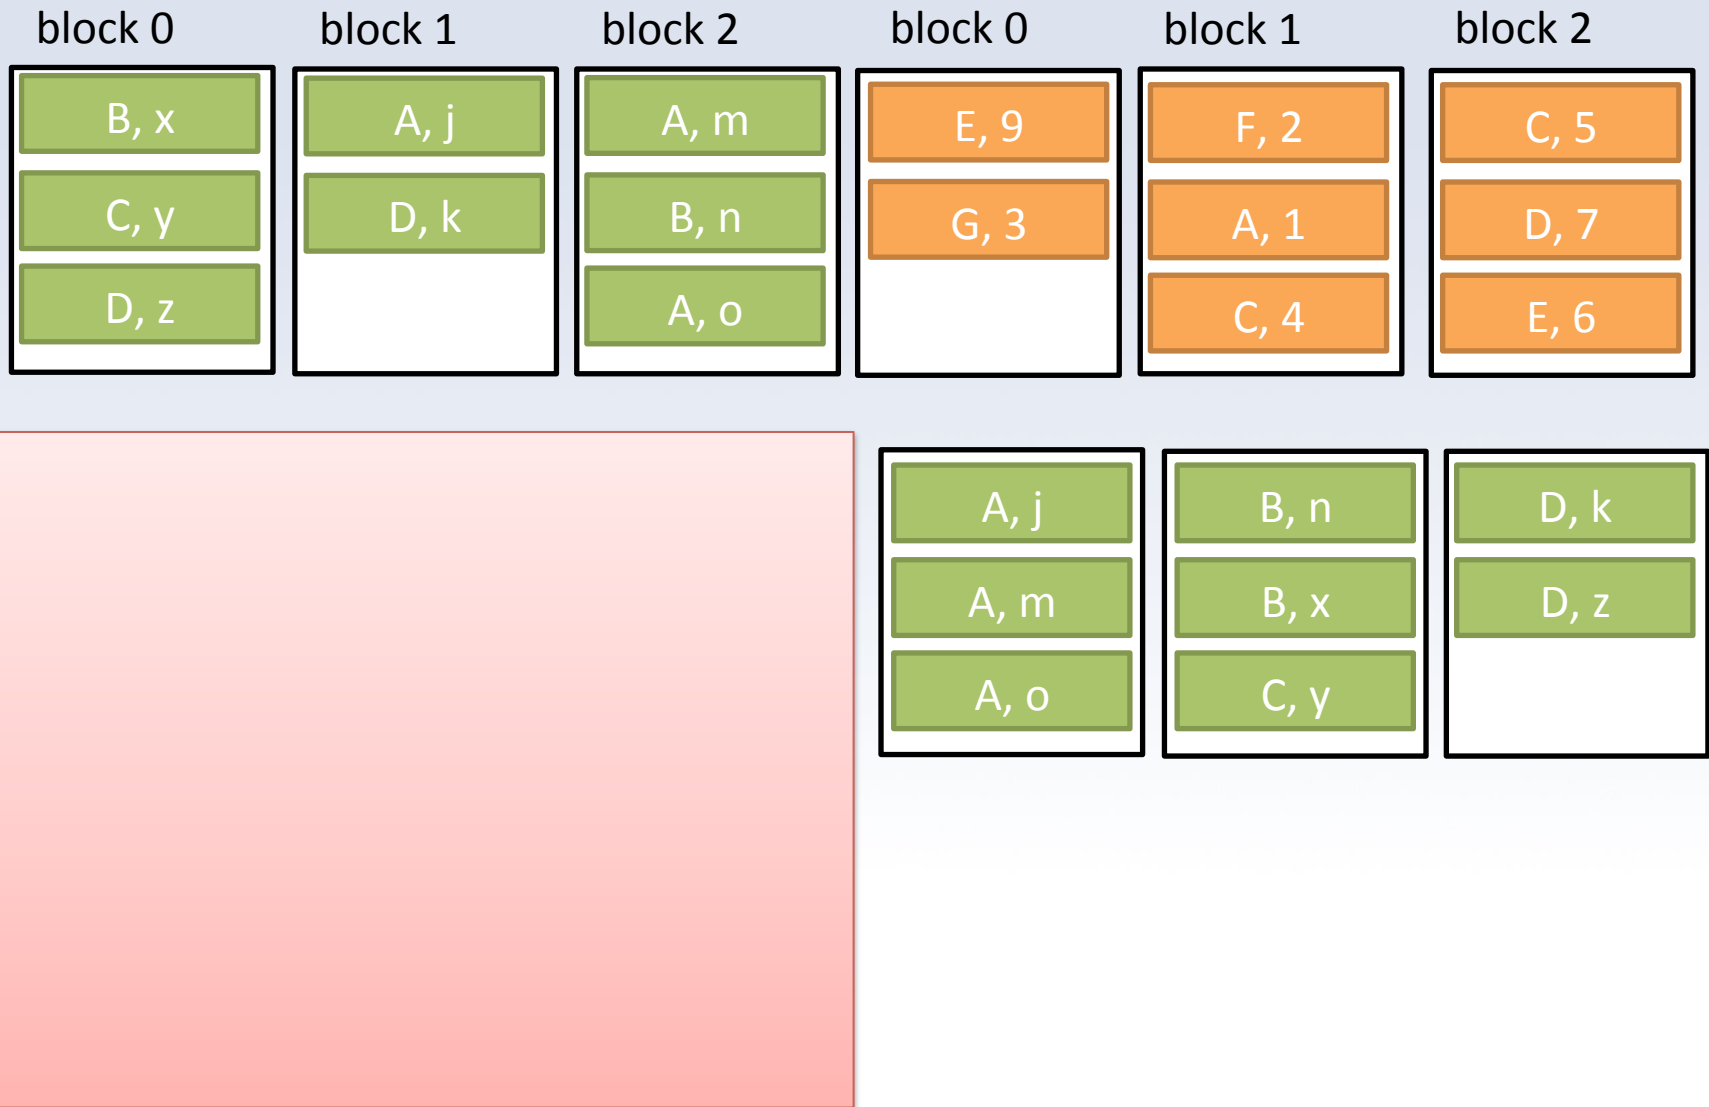 block 0 block 1 block 2 block 0 block 1 block 2
B, x A, j A, m E, 9 F, 2 C, 5
C, y D, k B, n G, 3 A, 1 D, 7
D, z A, o C, 4 E, 6
A, j B, n D, k
A, m B, x D, z
A, o C, y